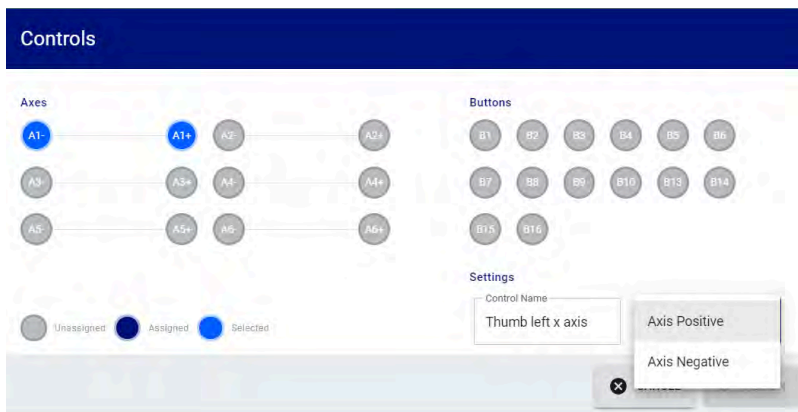 Controls
Axes
A1- A1+ A2- A2+
A3- A3+ A4- A4+
A5- A5+ A6- A6+
Unassigned Assigned Selected
Buttons
B1 B2 B3 B4 B5 B6
B7 B8 B9 B10 B13 B14
B15 B16
Settings
Control Name
Thumb left x axis
Axis Positive
Axis Negative